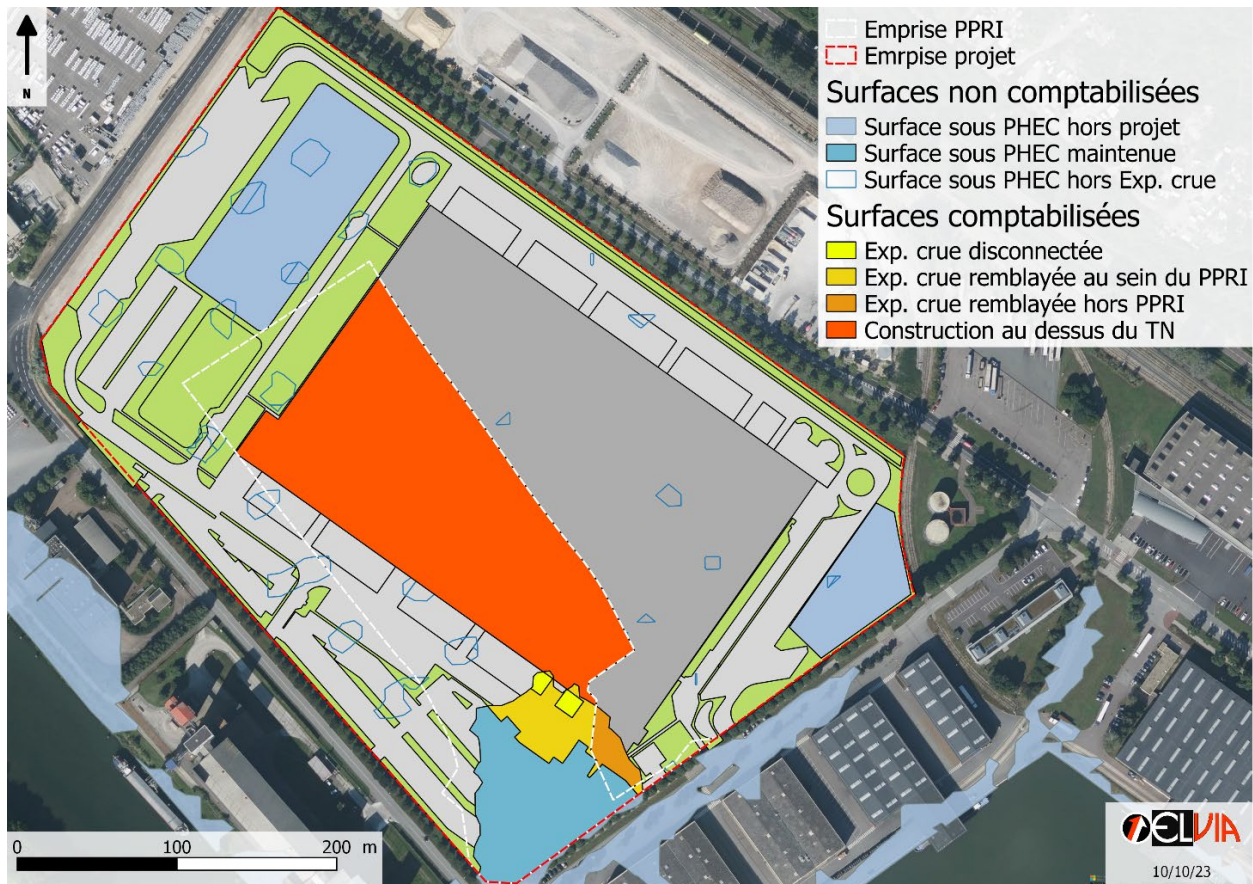 N
Emprise PPRI
Emrpise projet
Surfaces non comptabilisées
Surface sous PHEC hors projet
Surface sous PHEC maintenue
Surface sous PHEC hors Exp. crue
Surfaces comptabilisées
Exp. crue disconnectée
Exp. crue remblayée au sein du PPRI
Exp. crue remblayée hors PPRI
Construction au dessus du TN
0 100 200 m
ELVIA
10/10/23